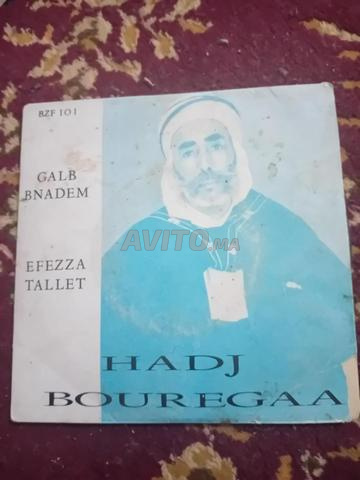 BZF 101
GALB
BNADEM
EFEZZA
TALLET
AVITO.ma
HADJ
BOUREGAA